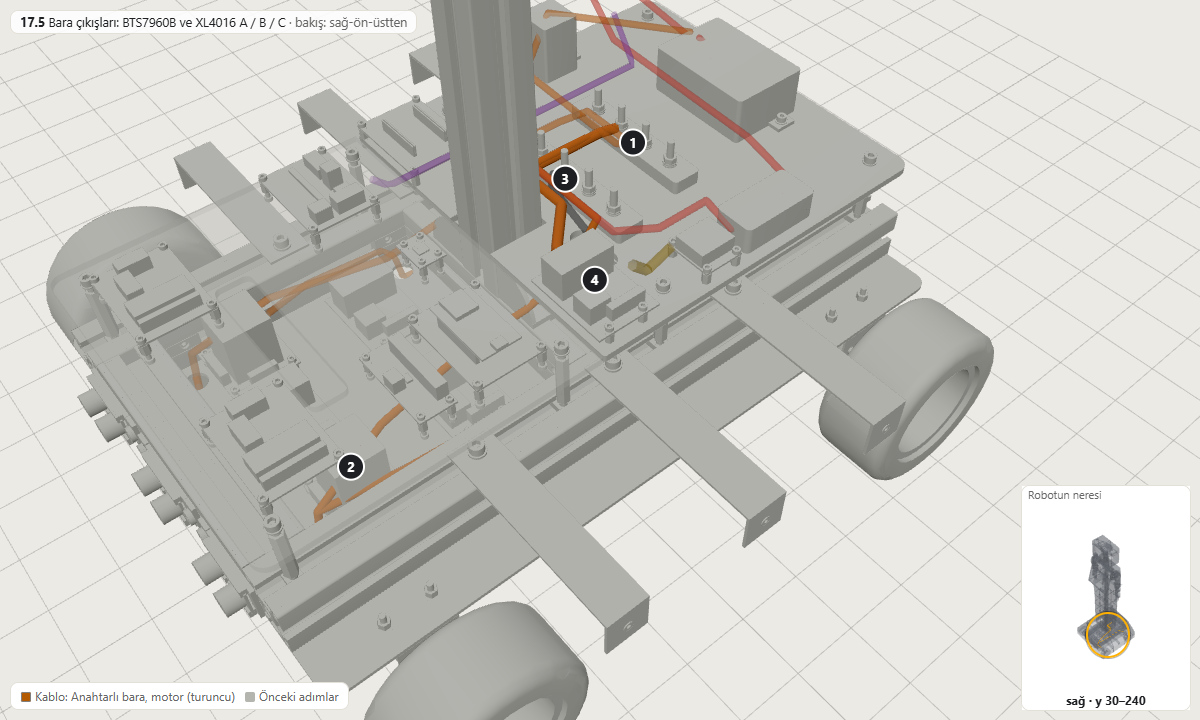 17.5 Bara çıkışları: BTS7960B ve XL4016 A / B / C · bakış: sağ-ön-üstten
1
3
4
2
Robotun neresi
sağ · y 30–240
Kablo: Anahtarlı bara, motor (turuncu) Önceki adımlar